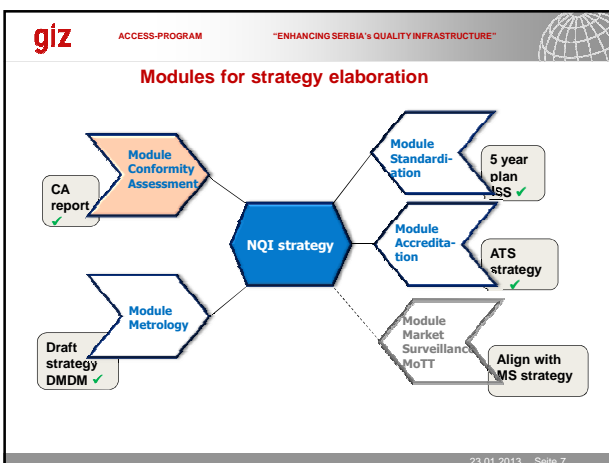 giz
ACCESS-PROGRAM
"ENHANCING SERBIA's QUALITY INFRASTRUCTURE"
Modules for strategy elaboration
Module
Conformity
Assessment
CA
report
✓
Module
Standardi-
ation
5 year
plan
ISS ✓
NQI strategy
Module
Accredita-
tion
ATS
strategy
✓
Module
Metrology
Draft
strategy
DMDM ✓
Module
Market
Surveillance
MoTT
Align with
MS strategy
23.01.2013 Seite 7